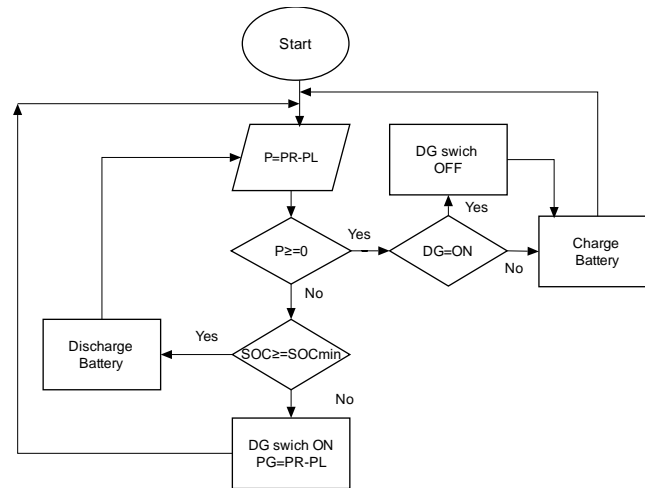 Start
P=PR-PL
DG swich
OFF
Yes
Yes
P≥=0
DG=ON
No
Charge
Battery
No
Yes
Discharge
Battery
SOC≥=SOCmin
No
DG swich ON
PG=PR-PL